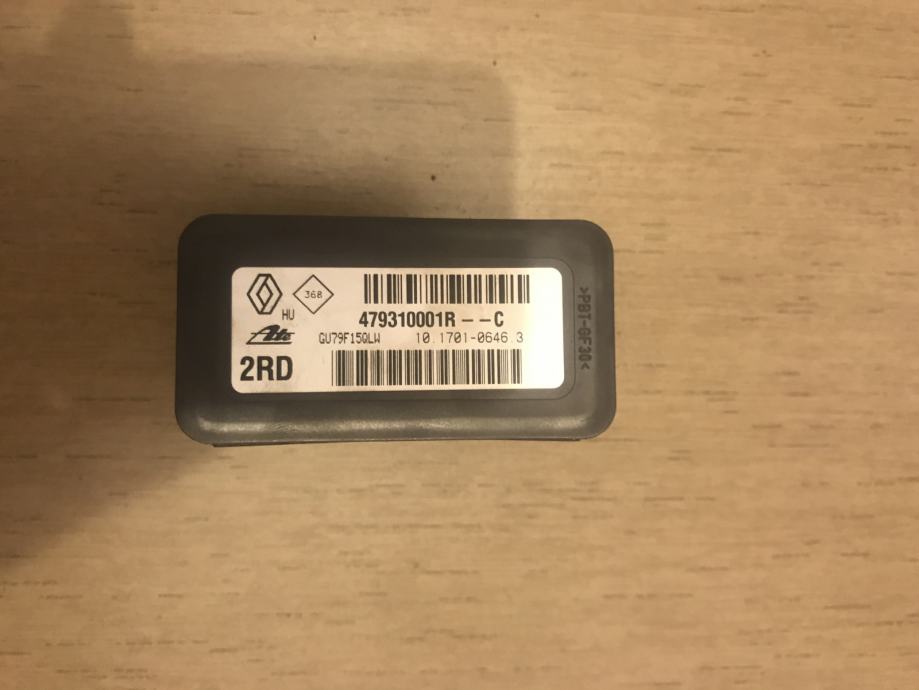 368
HU
479310001R--C
Ate
GU79F15QLW 10.1701-0646.3
2RD
>PBT-GF30<